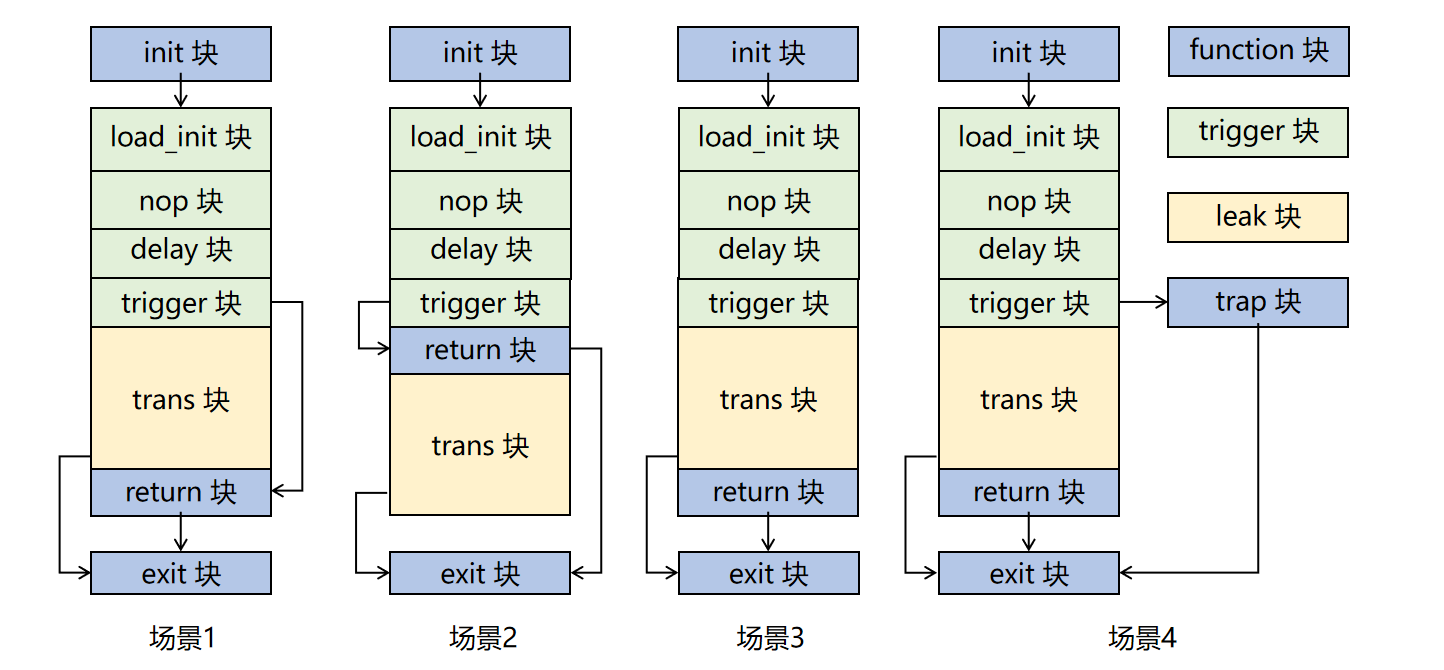 init 块
load_init 块
nop 块
delay 块
trigger 块
trans 块
return 块
exit 块
场景1
init 块
load_init 块
nop 块
delay 块
trigger 块
return 块
trans 块
exit 块
场景2
init 块
load_init 块
nop 块
delay 块
trigger 块
trans 块
return 块
exit 块
场景3
init 块
load_init 块
nop 块
delay 块
trigger 块
trans 块
return 块
exit 块
场景4
function 块
trigger 块
leak 块
trap 块